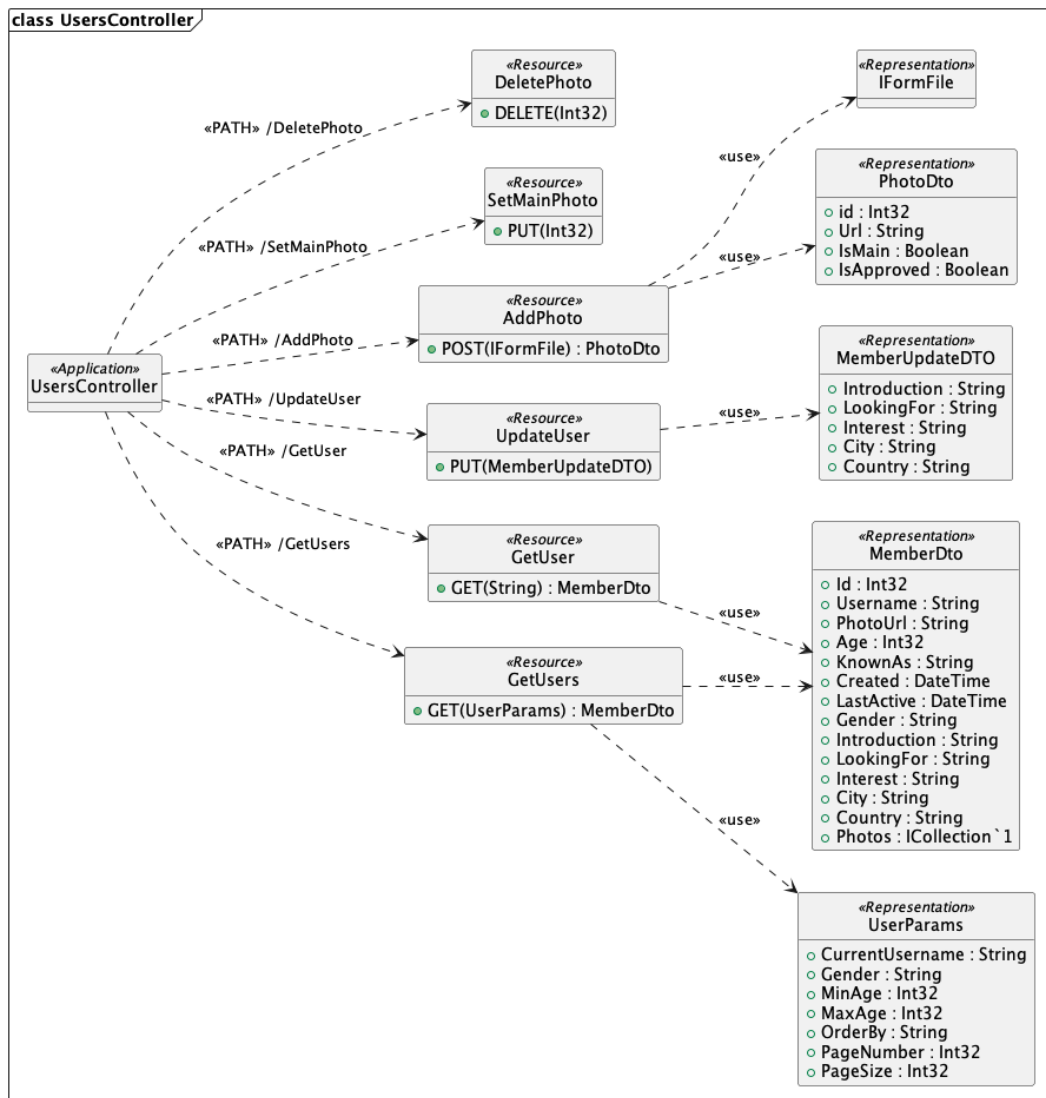 class UsersController
«Resource»
DeletePhoto
DELETE(Int32)
«Representation»
IFormFile
«PATH» /DeletePhoto
«use»
«Resource»
SetMainPhoto
PUT(Int32)
«Representation»
PhotoDto
id : Int32
Url : String
IsMain : Boolean
IsApproved : Boolean
«PATH» /SetMainPhoto
«use»
«Resource»
AddPhoto
POST(IFormFile) : PhotoDto
«PATH» /AddPhoto
«Application»
UsersController
«Representation»
MemberUpdateDTO
Introduction : String
LookingFor : String
Interest : String
City : String
Country : String
«PATH» /UpdateUser
«use»
«Resource»
UpdateUser
PUT(MemberUpdateDTO)
«PATH» /GetUser
«Resource»
GetUser
GET(String) : MemberDto
«PATH» /GetUsers
«use»
«Representation»
MemberDto
Id : Int32
Username : String
PhotoUrl : String
Age : Int32
KnownAs : String
Created : DateTime
LastActive : DateTime
Gender : String
Introduction : String
LookingFor : String
Interest : String
City : String
Country : String
Photos : ICollection`1
«Resource»
GetUsers
GET(UserParams) : MemberDto
«use»
«use»
«Representation»
UserParams
CurrentUsername : String
Gender : String
MinAge : Int32
MaxAge : Int32
OrderBy : String
PageNumber : Int32
PageSize : Int32